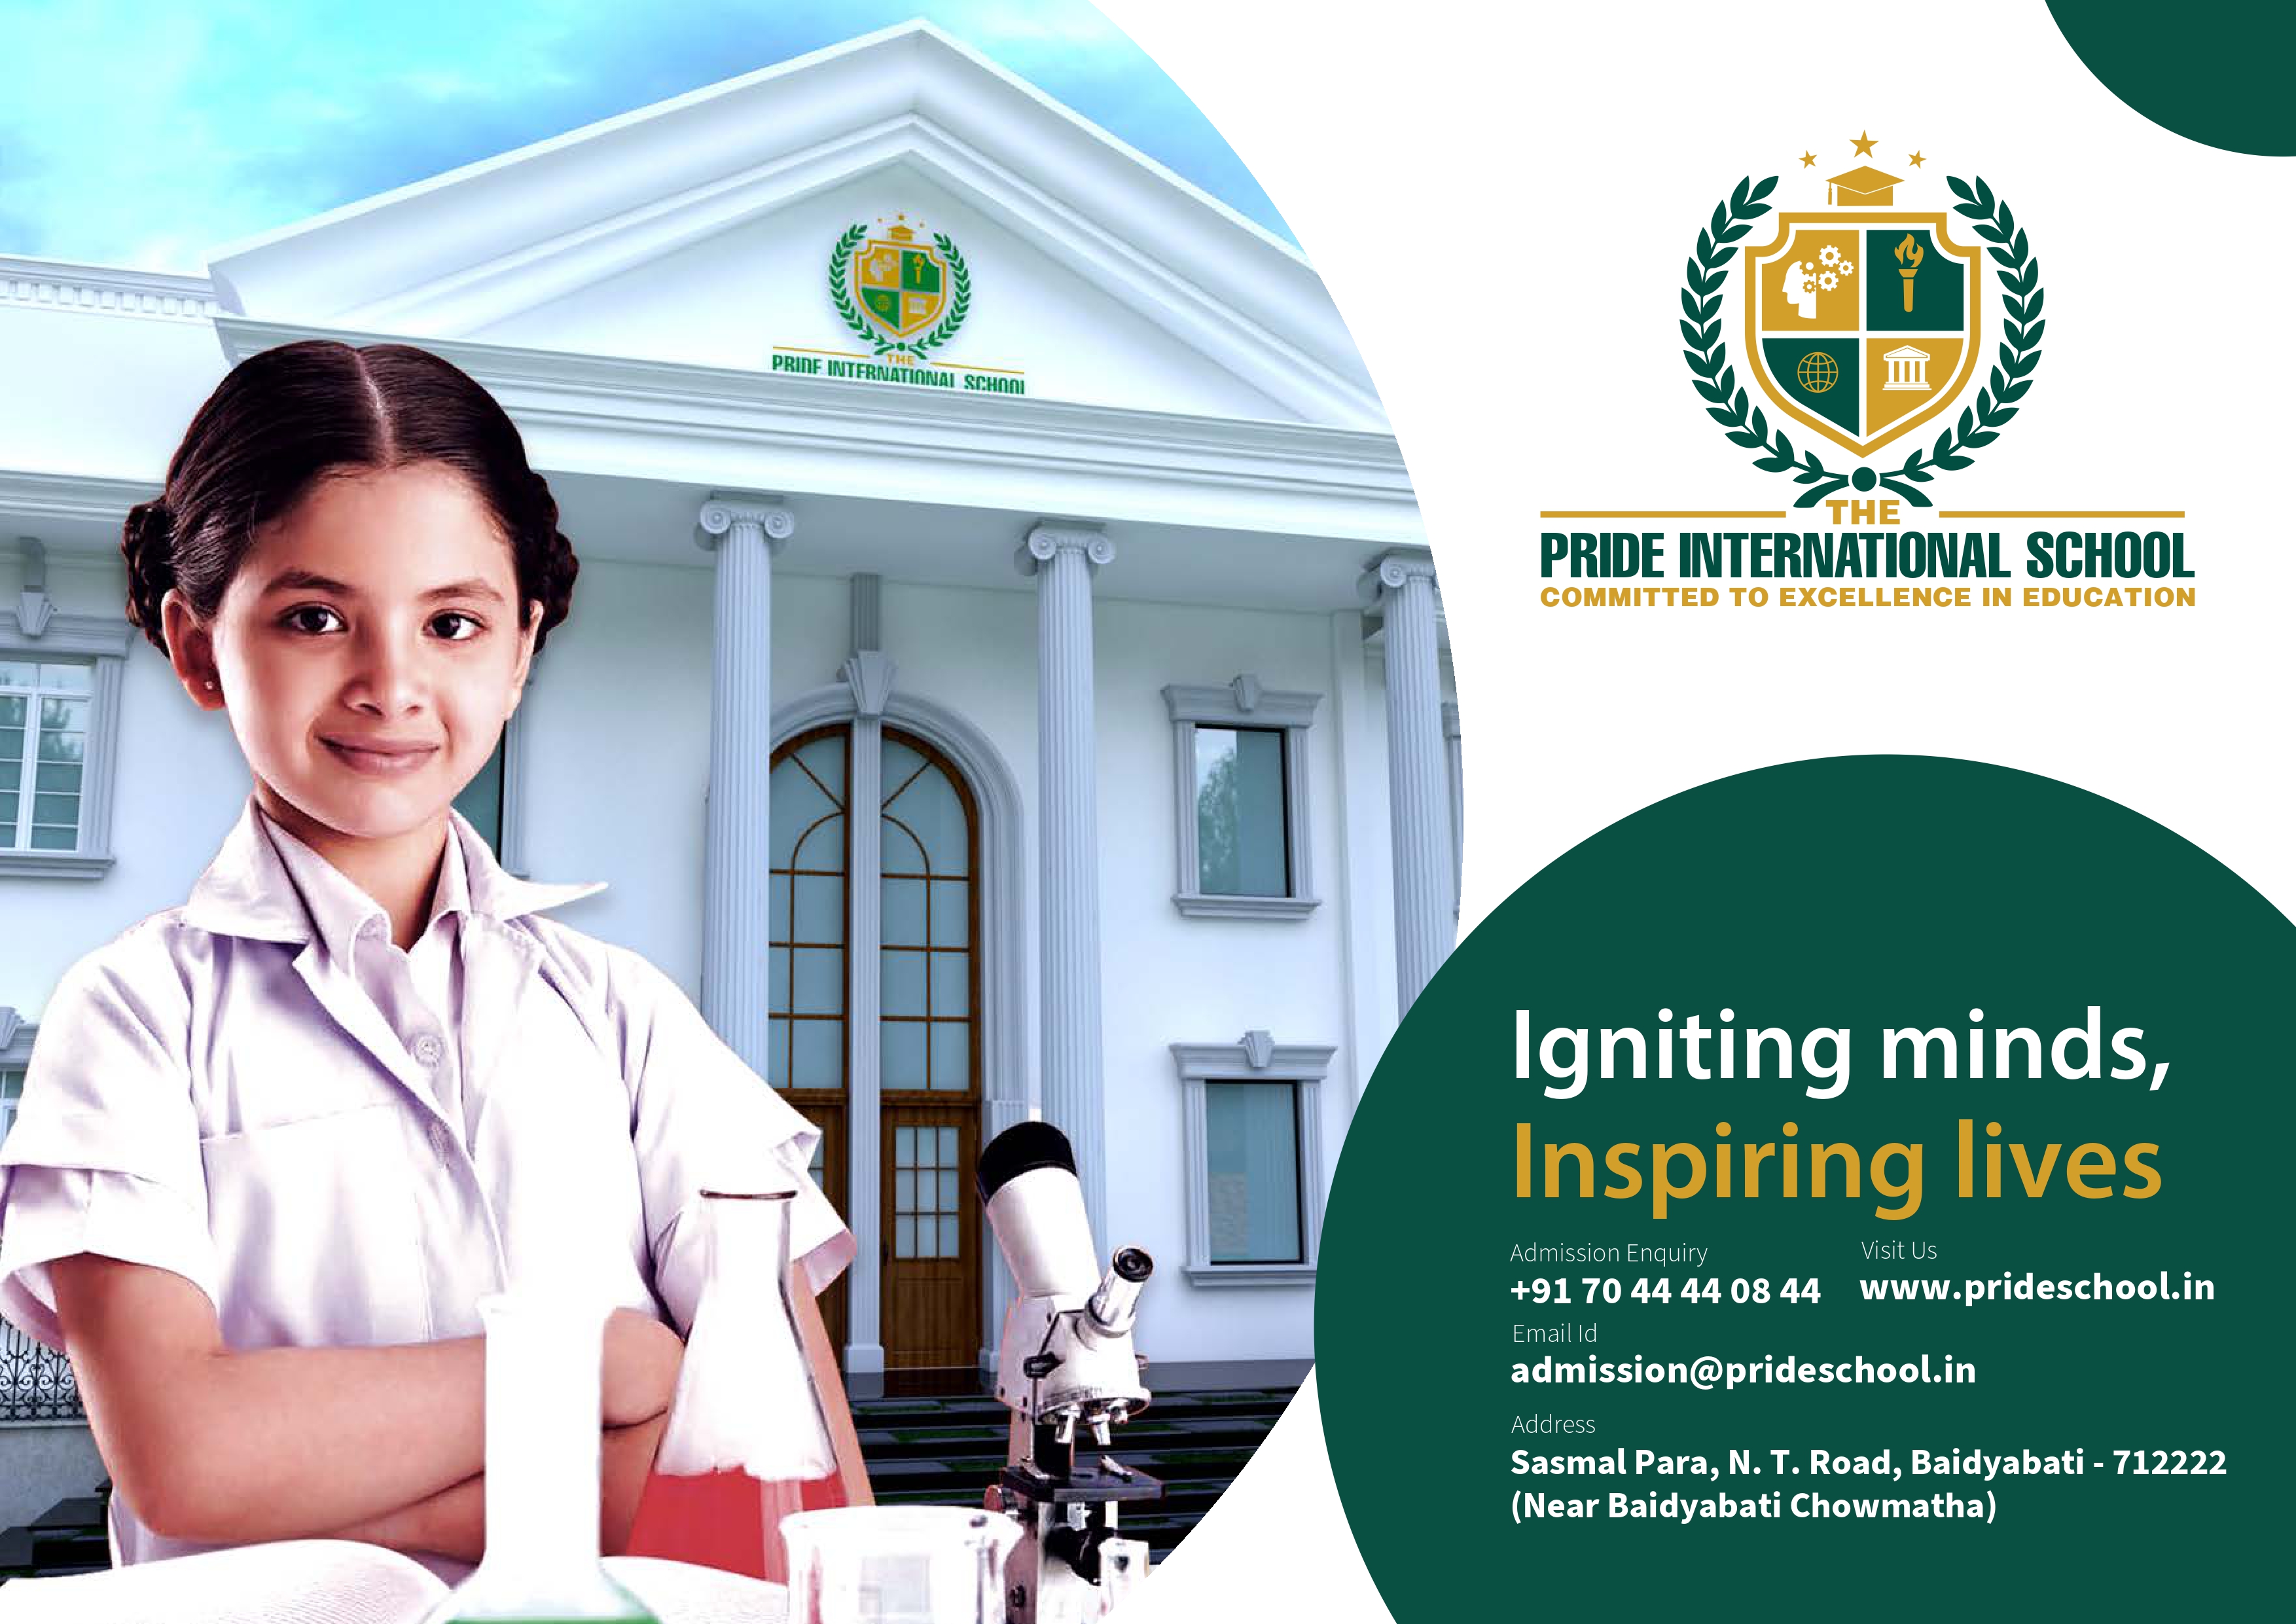 THE
PRIDE INTERNATIONAL SCHOOL
THE
PRIDE INTERNATIONAL SCHOOL
COMMITTED TO EXCELLENCE IN EDUCATION
Igniting minds,
Inspiring lives
Admission Enquiry Visit Us
+91 70 44 44 08 44 www.prideschool.in
Email Id
admission@prideschool.in
Address
Sasmal Para, N. T. Road, Baidyabati - 712222
(Near Baidyabati Chowmatha)